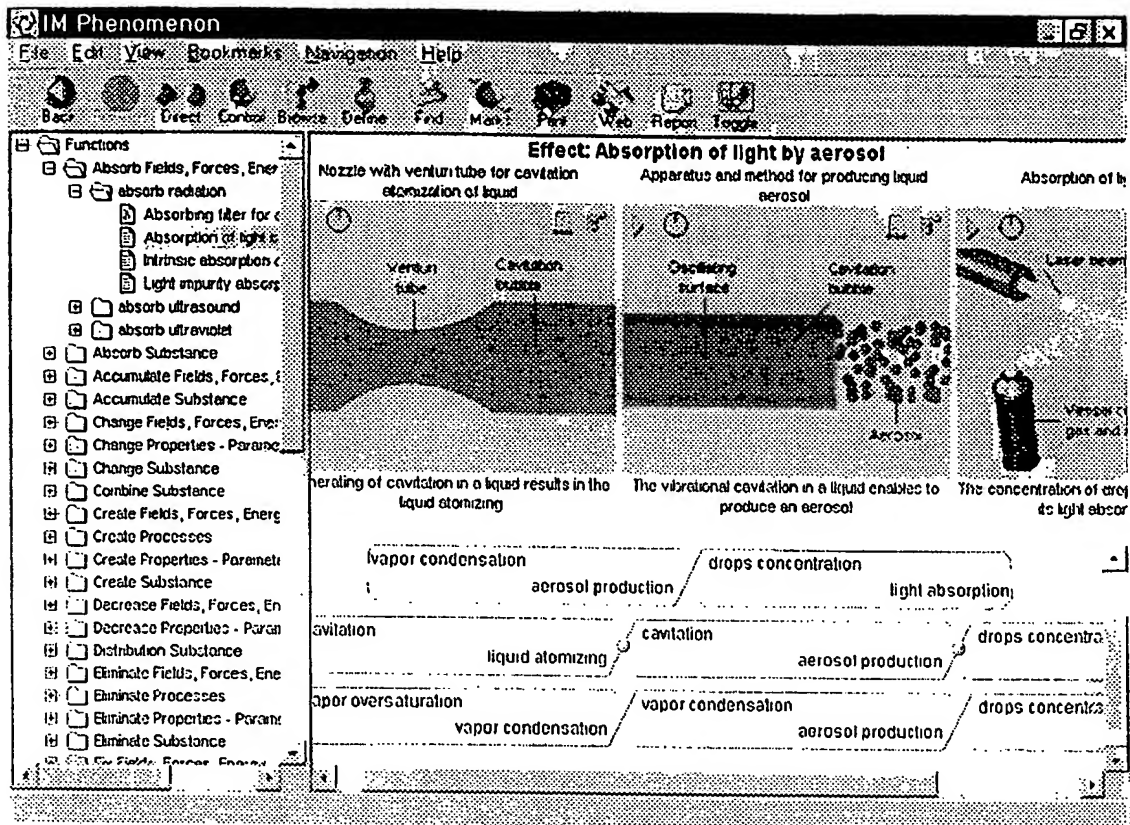 IM Phenomenon
File Edit View Bookmarks Navigation Help
Back Direct Control Browse Define Find Mark Print Web Report Toggle
Functions
Absorb Fields, Forces, Ener
absorb radiation
Absorbing filter for
Absorption of light
Intrinsic absorption
Light impurity absorp
absorb ultrasound
absorb ultraviolet
Absorb Substance
Accumulate Fields, Forces,
Accumulate Substance
Change Fields, Forces, Ener
Change Properties - Parame
Change Substance
Combine Substance
Create Fields, Forces, Energ
Create Processes
Create Properties - Paramete
Create Substance
Decrease Fields, Forces, En
Decrease Properties - Param
Distribution Substance
Eliminate Fields, Forces, Ene
Eliminate Processes
Eliminate Properties - Parame
Eliminate Substance
Effect: Absorption of light by aerosol
Nozzle with venturi tube for cavitation
atomization of liquid
Venturi
tube
Cavitation
bubble
nerating of cavitation in a liquid results in the
liquid atomizing
Apparatus and method for producing liquid
aerosol
Oscillating
surface
Cavitation
bubble
Aerosol
The vibrational cavitation in a liquid enables to
produce an aerosol
Absorption of
Laser beam
Vessel
gas and
The concentration of drop
its light absor
vapor condensation
aerosol production
drops concentration
light absorption
avitation
liquid atomizing
cavitation
aerosol production
drops concentra
apor oversaturation
vapor condensation
vapor condensation
aerosol production
drops concentra